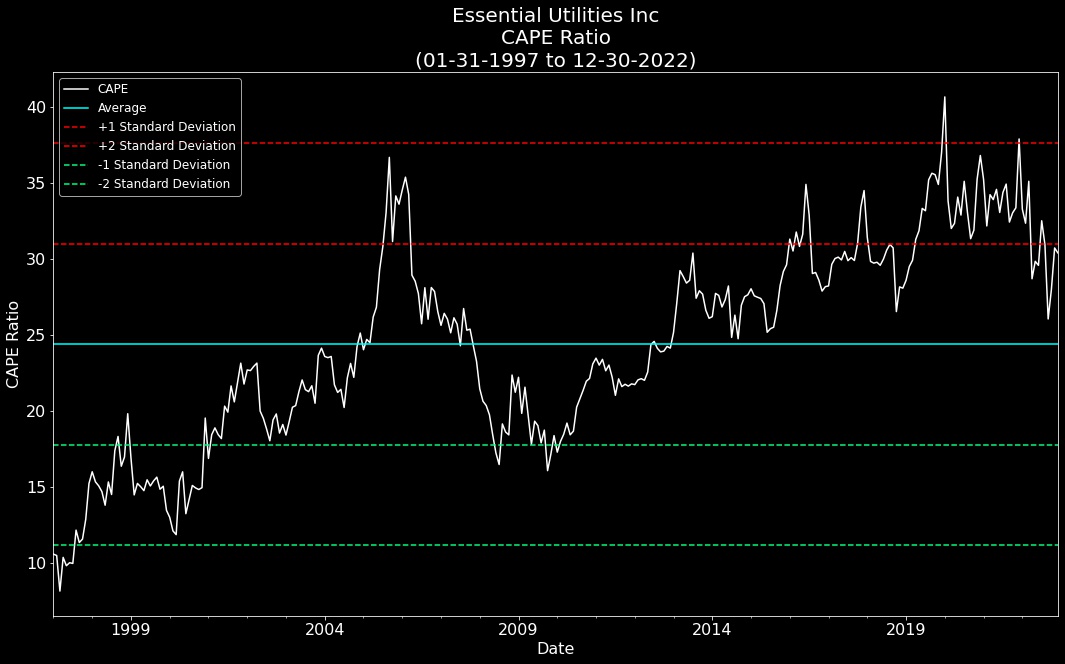 Essential Utilities Inc
CAPE Ratio
(01-31-1997 to 12-30-2022)
CAPE
Average
+1 Standard Deviation
+2 Standard Deviation
-1 Standard Deviation
-2 Standard Deviation
CAPE Ratio
40
35
30
25
20
15
10
1999
2004
2009
2014
2019
Date